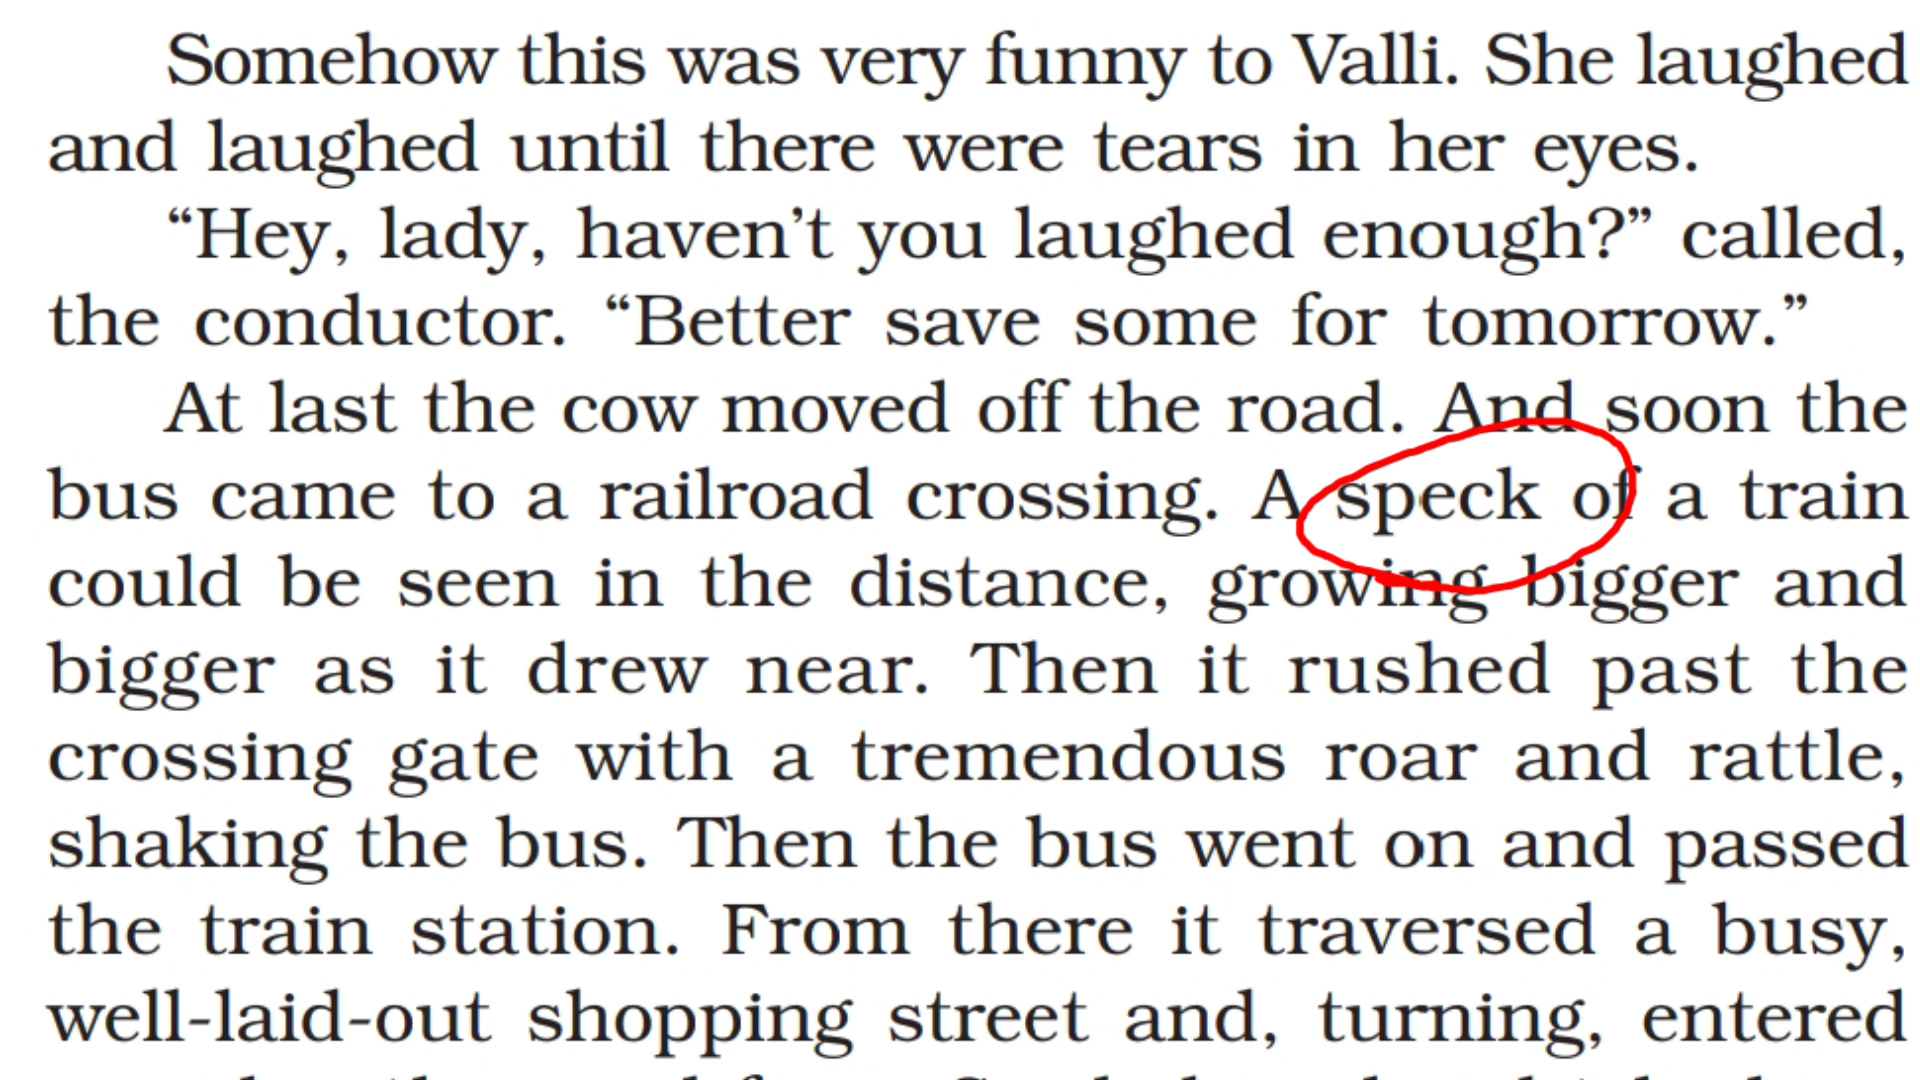 Somehow this was very funny to Valli. She laughed
and laughed until there were tears in her eyes.
“Hey, lady, haven’t you laughed enough?” called,
the conductor. “Better save some for tomorrow.”
At last the cow moved off the road. And soon the
bus came to a railroad crossing. A speck of a train
could be seen in the distance, growing bigger and
bigger as it drew near. Then it rushed past the
crossing gate with a tremendous roar and rattle,
shaking the bus. Then the bus went on and passed
the train station. From there it traversed a busy,
well-laid-out shopping street and, turning, entered